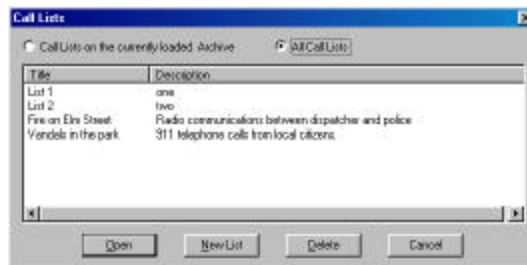 Call Lists
Call Lists on the currently loaded Archive All Call Lists
Title Description
List 1 one
List 2 two
Fire on Elm Street Radio communications between dispatcher and police
Vandals in the park 911 telephone calls from local citizens.
Open New List Delete Cancel